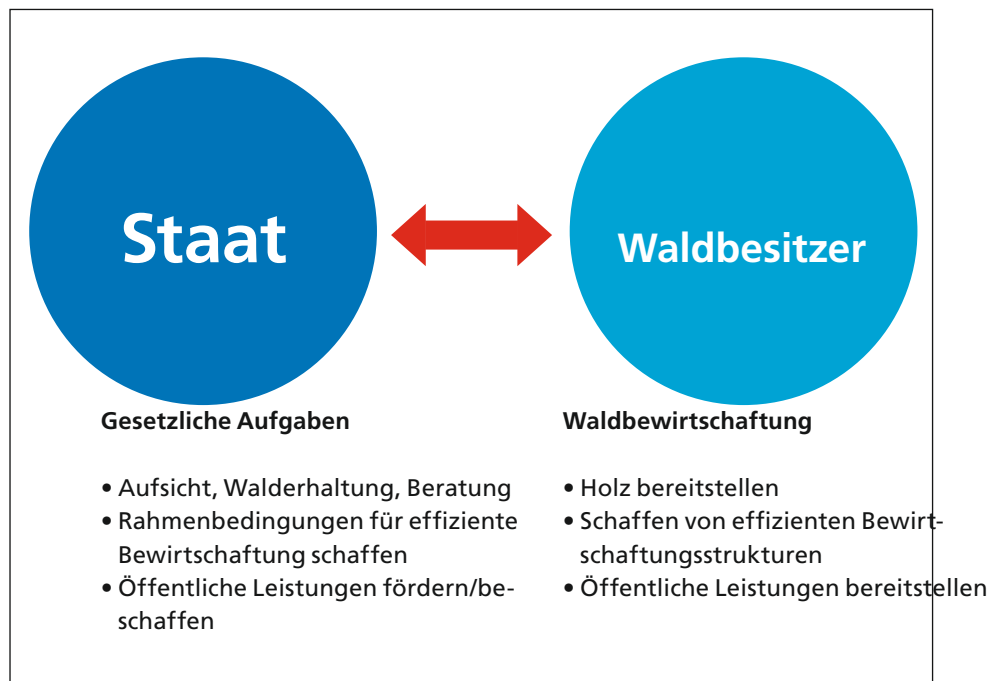 Staat
Waldbesitzer
Gesetzliche Aufgaben
• Aufsicht, Walderhaltung, Beratung
• Rahmenbedingungen für effiziente
Bewirtschaftung schaffen
• Öffentliche Leistungen fördern/be-
schaffen
Waldbewirtschaftung
• Holz bereitstellen
• Schaffen von effizienten Bewirt-
schaftungsstrukturen
• Öffentliche Leistungen bereitstellen